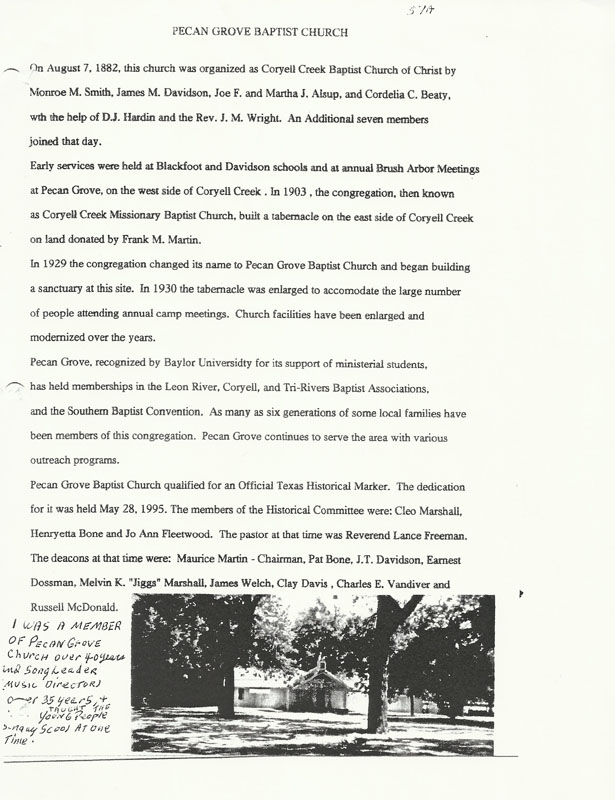 PECAN GROVE BAPTIST CHURCH
On August 7, 1882, this church was organized as Coryell Creek Baptist Church of Christ by
Monroe M. Smith, James M. Davidson, Joe F. and Martha J. Alsup, and Cordelia C. Beaty,
wth the help of D.J. Hardin and the Rev. J. M. Wright. An Additional seven members
joined that day.
Early services were held at Blackfoot and Davidson schools and at annual Brush Arbor Meetings
at Pecan Grove, on the west side of Coryell Creek . In 1903 , the congregation, then known
as Coryell Creek Missionary Baptist Church, built a tabernacle on the east side of Coryell Creek
on land donated by Frank M. Martin.
In 1929 the congregation changed its name to Pecan Grove Baptist Church and began building
a sanctuary at this site. In 1930 the tabernacle was enlarged to accomodate the large number
of people attending annual camp meetings. Church facilities have been enlarged and
modernized over the years.
Pecan Grove, recognized by Baylor Universidty for its support of ministerial students,
has held memberships in the Leon River, Coryell, and Tri-Rivers Baptist Associations,
and the Southern Baptist Convention. As many as six generations of some local families have
been members of this congregation. Pecan Grove continues to serve the area with various
outreach programs.
Pecan Grove Baptist Church qualified for an Official Texas Historical Marker. The dedication
for it was held May 28, 1995. The members of the Historical Committee were: Cleo Marshall,
Henryetta Bone and Jo Ann Fleetwood. The pastor at that time was Reverend Lance Freeman.
The deacons at that time were: Maurice Martin - Chairman, Pat Bone, J.T. Davidson, Earnest
Dossman, Melvin K. "Jiggs" Marshall, James Welch, Clay Davis , Charles E. Vandiver and
Russell McDonald.
I WAS A MEMBER
OF PECAN GROVE
Church over 40 years
and Song Leader
MUSIC Director)
over 35 years, +
TAUGHT THE
YOUNG People
Scool AT One
Time.